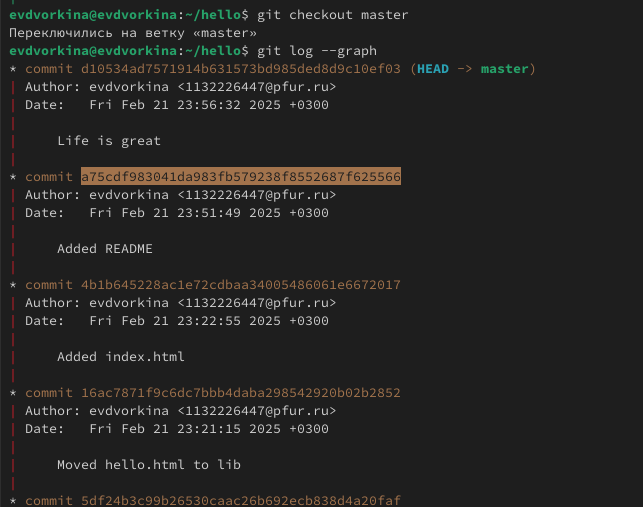 evdvorkina@evdvorkina:~/hello$ git checkout master
Переключились на ветку «master»
evdvorkina@evdvorkina:~/hello$ git log --graph
* commit d10534ad7571914b631573bd985ded8d9c10ef03 (HEAD -> master)
| Author: evdvorkina <1132226447@pfur.ru>
| Date:   Fri Feb 21 23:56:32 2025 +0300
|
|     Life is great
|
* commit a75cdf983041da983fb579238f8552687f625566
| Author: evdvorkina <1132226447@pfur.ru>
| Date:   Fri Feb 21 23:51:49 2025 +0300
|
|     Added README
|
* commit 4b1b645228ac1e72cdbaa34005486061e6672017
| Author: evdvorkina <1132226447@pfur.ru>
| Date:   Fri Feb 21 23:22:55 2025 +0300
|
|     Added index.html
|
* commit 16ac7871f9c6dc7bbb4daba298542920b02b2852
| Author: evdvorkina <1132226447@pfur.ru>
| Date:   Fri Feb 21 23:21:15 2025 +0300
|
|     Moved hello.html to lib
|
* commit 5df24b3c99b26530caac26b692ecb838d4a20faf